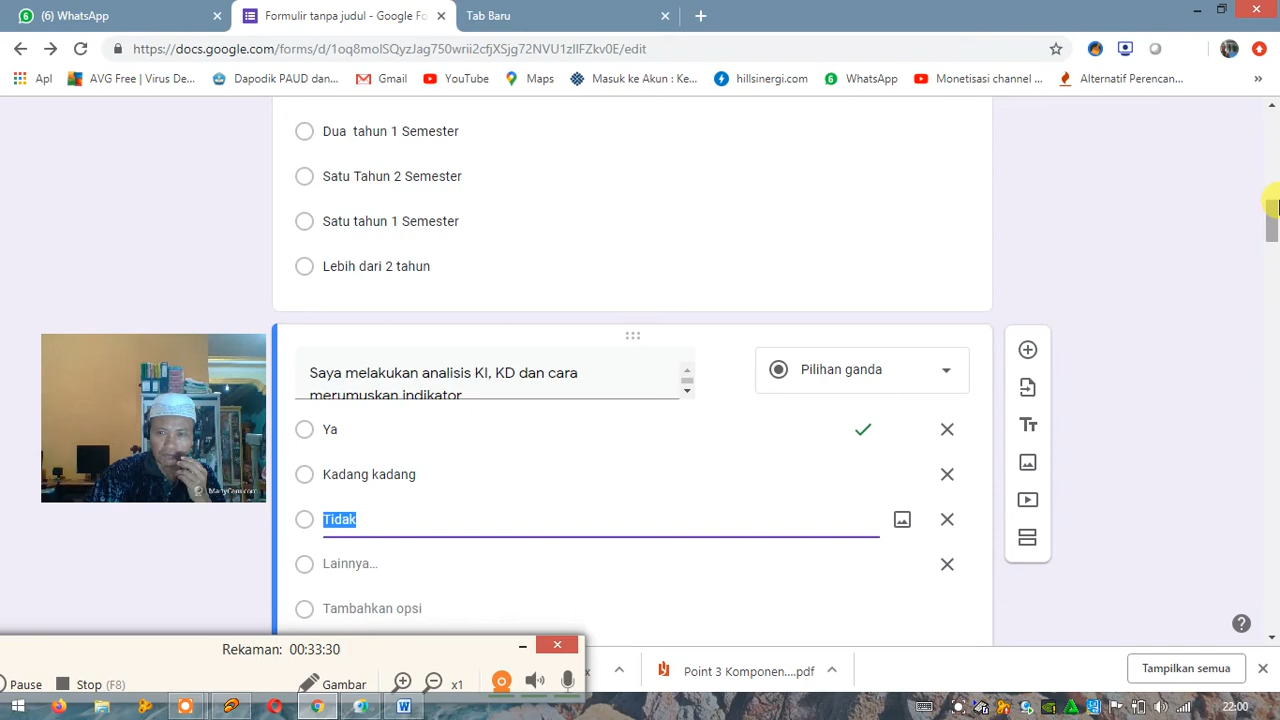 (1) WhatsApp
Formulir tanpa judul - Google Fo
Tab Baru
https://docs.google.com/forms/d/1oq8molSQyzJag750wrii2cfjXSjg72NVU1zIlFZkv0E/edit
Apl
AVG Free | Virus De...
Dapodik PAUD dan...
Gmail
YouTube
Maps
Masuk ke Akun : Ke...
hillsinergi.com
WhatsApp
Monetisasi channel ...
Alternatif Perencan...
»
Dua tahun 1 Semester
Satu Tahun 2 Semester
Satu tahun 1 Semester
Lebih dari 2 tahun
Saya melakukan analisis KI, KD dan cara
merumuskan indikator
Pilihan ganda
Ya
Kadang kadang
Tidak
Lainnya...
Tambahkan opsi
ManyCam.com
Rekaman: 00:33:30
Pause
Stop (F8)
Gambar
x1
x
Point 3 Komponen....pdf
Tampilkan semua
22:00